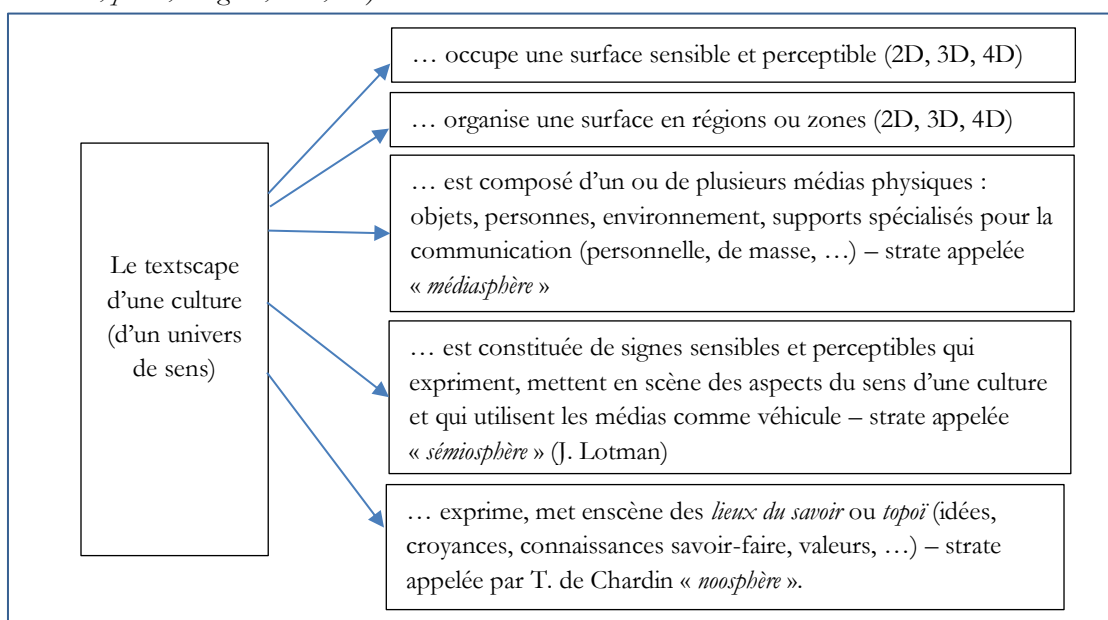 … occupe une surface sensible et perceptible (2D, 3D, 4D)
… organise une surface en régions ou zones (2D, 3D, 4D)
… est composé d’un ou de plusieurs médias physiques :
objets, personnes, environnement, supports spécialisés pour la
communication (personnelle, de masse, …) – strate appelée
« médiasphère »
Le textscape
d’une culture
(d’un univers
de sens)
… est constituée de signes sensibles et perceptibles qui
expriment, mettent en scène des aspects du sens d’une culture
et qui utilisent les médias comme véhicule – strate appelée
« sémiosphère » (J. Lotman)
… exprime, met enscène des lieux du savoir ou topoï (idées,
croyances, connaissances savoir-faire, valeurs, …) – strate
appelée par T. de Chardin « noosphère ».